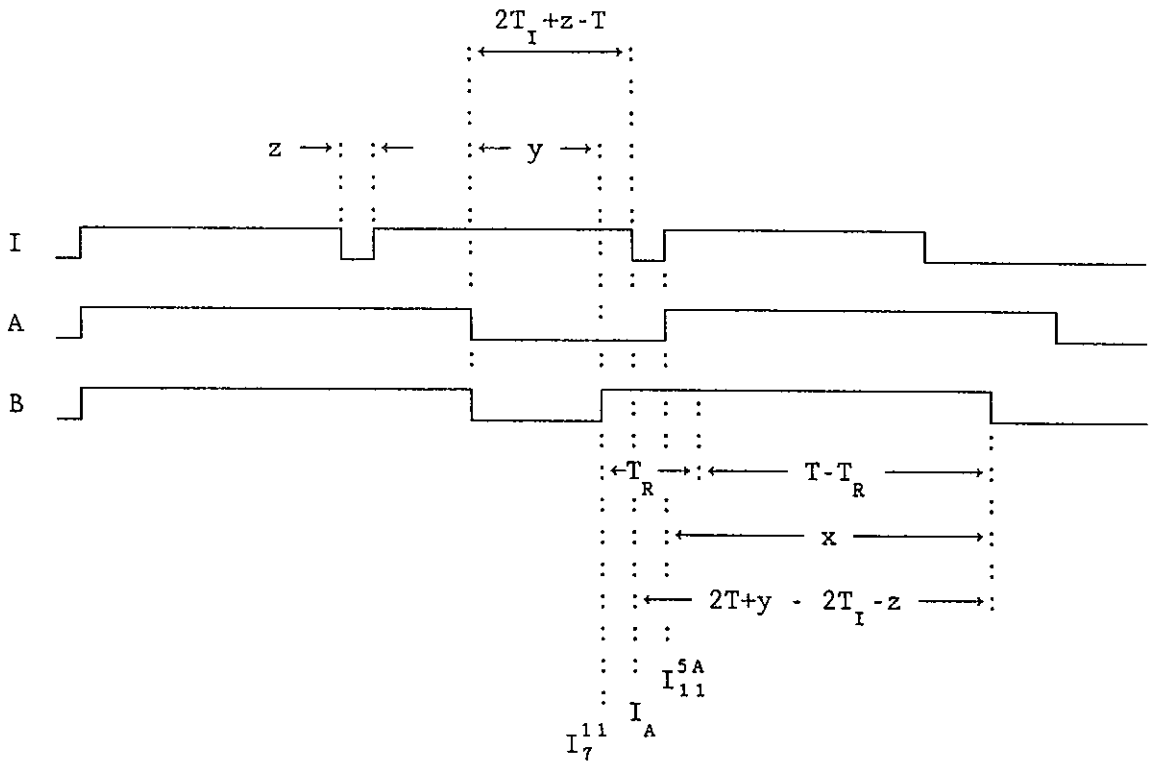 2T_I+z-T
z → ← ← y →
I
A
B
←T_R→ ← T-T_R →
← x →
← 2T+y - 2T_I-z →
I_11^5A
I_A
I_7^11